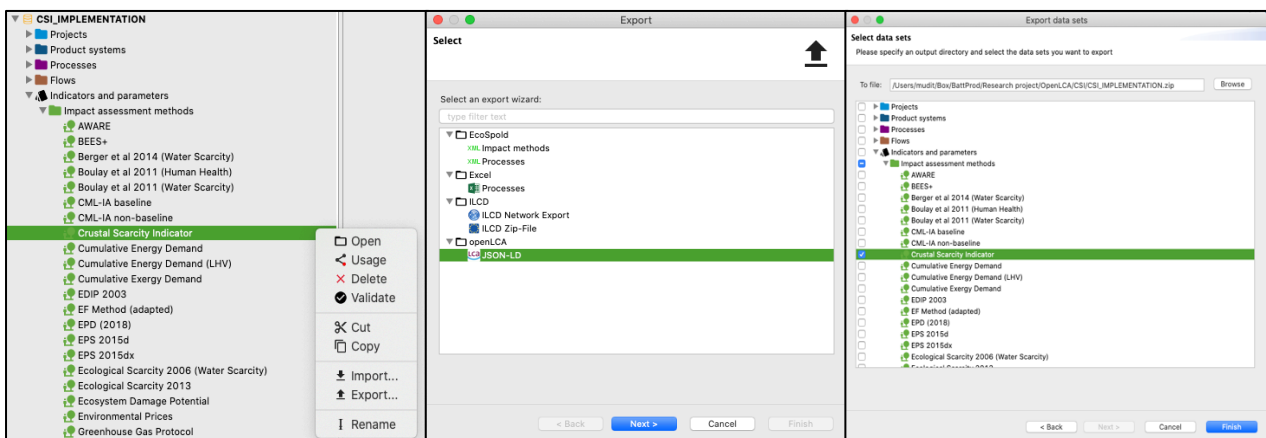 CSI_IMPLEMENTATION
Projects
Product systems
Processes
Flows
Indicators and parameters
Impact assessment methods
AWARE
BEES+
Berger et al 2014 (Water Scarcity)
Boulay et al 2011 (Human Health)
Boulay et al 2011 (Water Scarcity)
CML-IA baseline
CML-IA non-baseline
Crustal Scarcity Indicator
Cumulative Energy Demand
Cumulative Energy Demand (LHV)
Cumulative Exergy Demand
EDIP 2003
EF Method (adapted)
EPD (2018)
EPS 2015d
EPS 2015dx
Ecological Scarcity 2006 (Water Scarcity)
Ecological Scarcity 2013
Ecosystem Damage Potential
Environmental Prices
Greenhouse Gas Protocol
Open
Usage
Delete
Validate
Cut
Copy
Import...
Export...
Rename
Export
Select
Select an export wizard:
type filter text
EcoSpold
XML Impact methods
XML Processes
Excel
Processes
ILCD
ILCD Network Export
ILCD Zip-File
openLCA
LCa JSON-LD
< Back
Next >
Cancel
Finish
Export data sets
Select data sets
Please specify an output directory and select the data sets you want to export
To file: /Users/mudit/Box/BattProd/Research project/OpenLCA/CSI/CSI_IMPLEMENTATION.zip Browse
Projects
Product systems
Processes
Flows
Indicators and parameters
Impact assessment methods
AWARE
BEES+
Berger et al 2014 (Water Scarcity)
Boulay et al 2011 (Human Health)
Boulay et al 2011 (Water Scarcity)
CML-IA baseline
CML-IA non-baseline
Crustal Scarcity Indicator
Cumulative Energy Demand
Cumulative Energy Demand (LHV)
Cumulative Exergy Demand
EDIP 2003
EF Method (adapted)
EPD (2018)
EPS 2015d
EPS 2015dx
Ecological Scarcity 2006 (Water Scarcity)
Ecological Scarcity 2013
< Back
Next >
Cancel
Finish